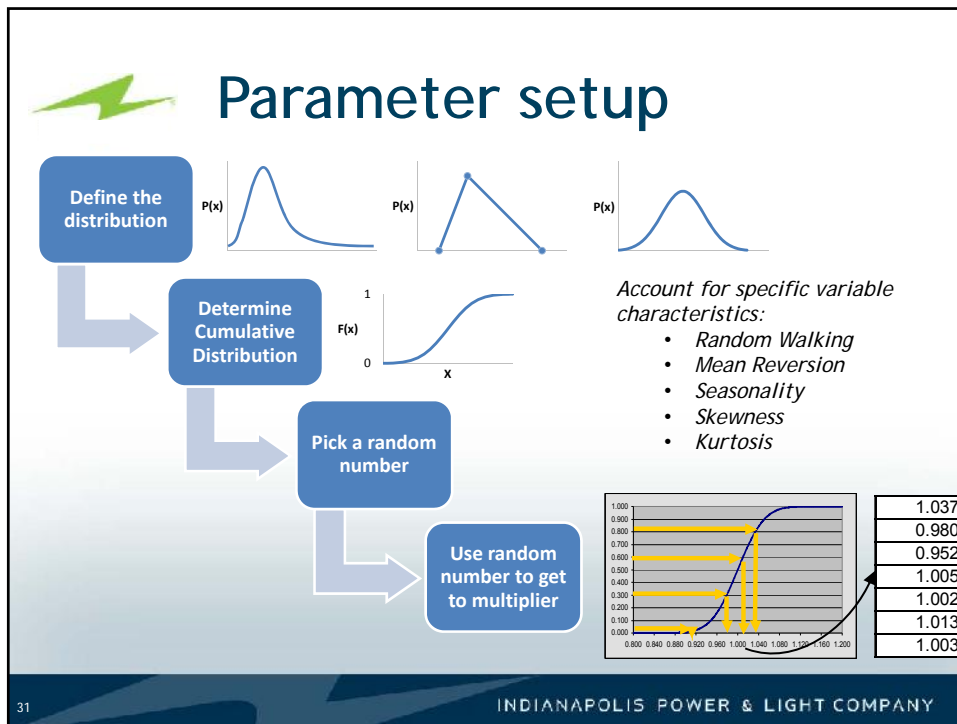 Parameter setup
Define the
distribution
P(x)
P(x)
P(x)
Determine
Cumulative
Distribution
1
F(x)
0
X
Account for specific variable
characteristics:
• Random Walking
• Mean Reversion
• Seasonality
• Skewness
• Kurtosis
Pick a random
number
Use random
number to get
to multiplier
1.000
0.900
0.800
0.700
0.600
0.500
0.400
0.300
0.200
0.100
0.000
0.800 0.840 0.880 0.920 0.960 1.000 1.040 1.080 1.120 1.160 1.200
1.037
0.980
0.952
1.005
1.002
1.013
1.003
31
INDIANAPOLIS POWER & LIGHT COMPANY